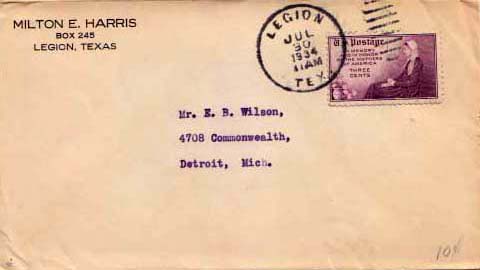 MILTON E. HARRIS
BOX 245
LEGION, TEXAS
LEGION
JUL
30
1934
11AM
TEX.
U.S. Postage
IN MEMORY
AND IN HONOR OF
THE MOTHERS
OF AMERICA
THREE
CENTS
Mr. E. B. Wilson,
4708 Commonwealth,
Detroit, Mich.